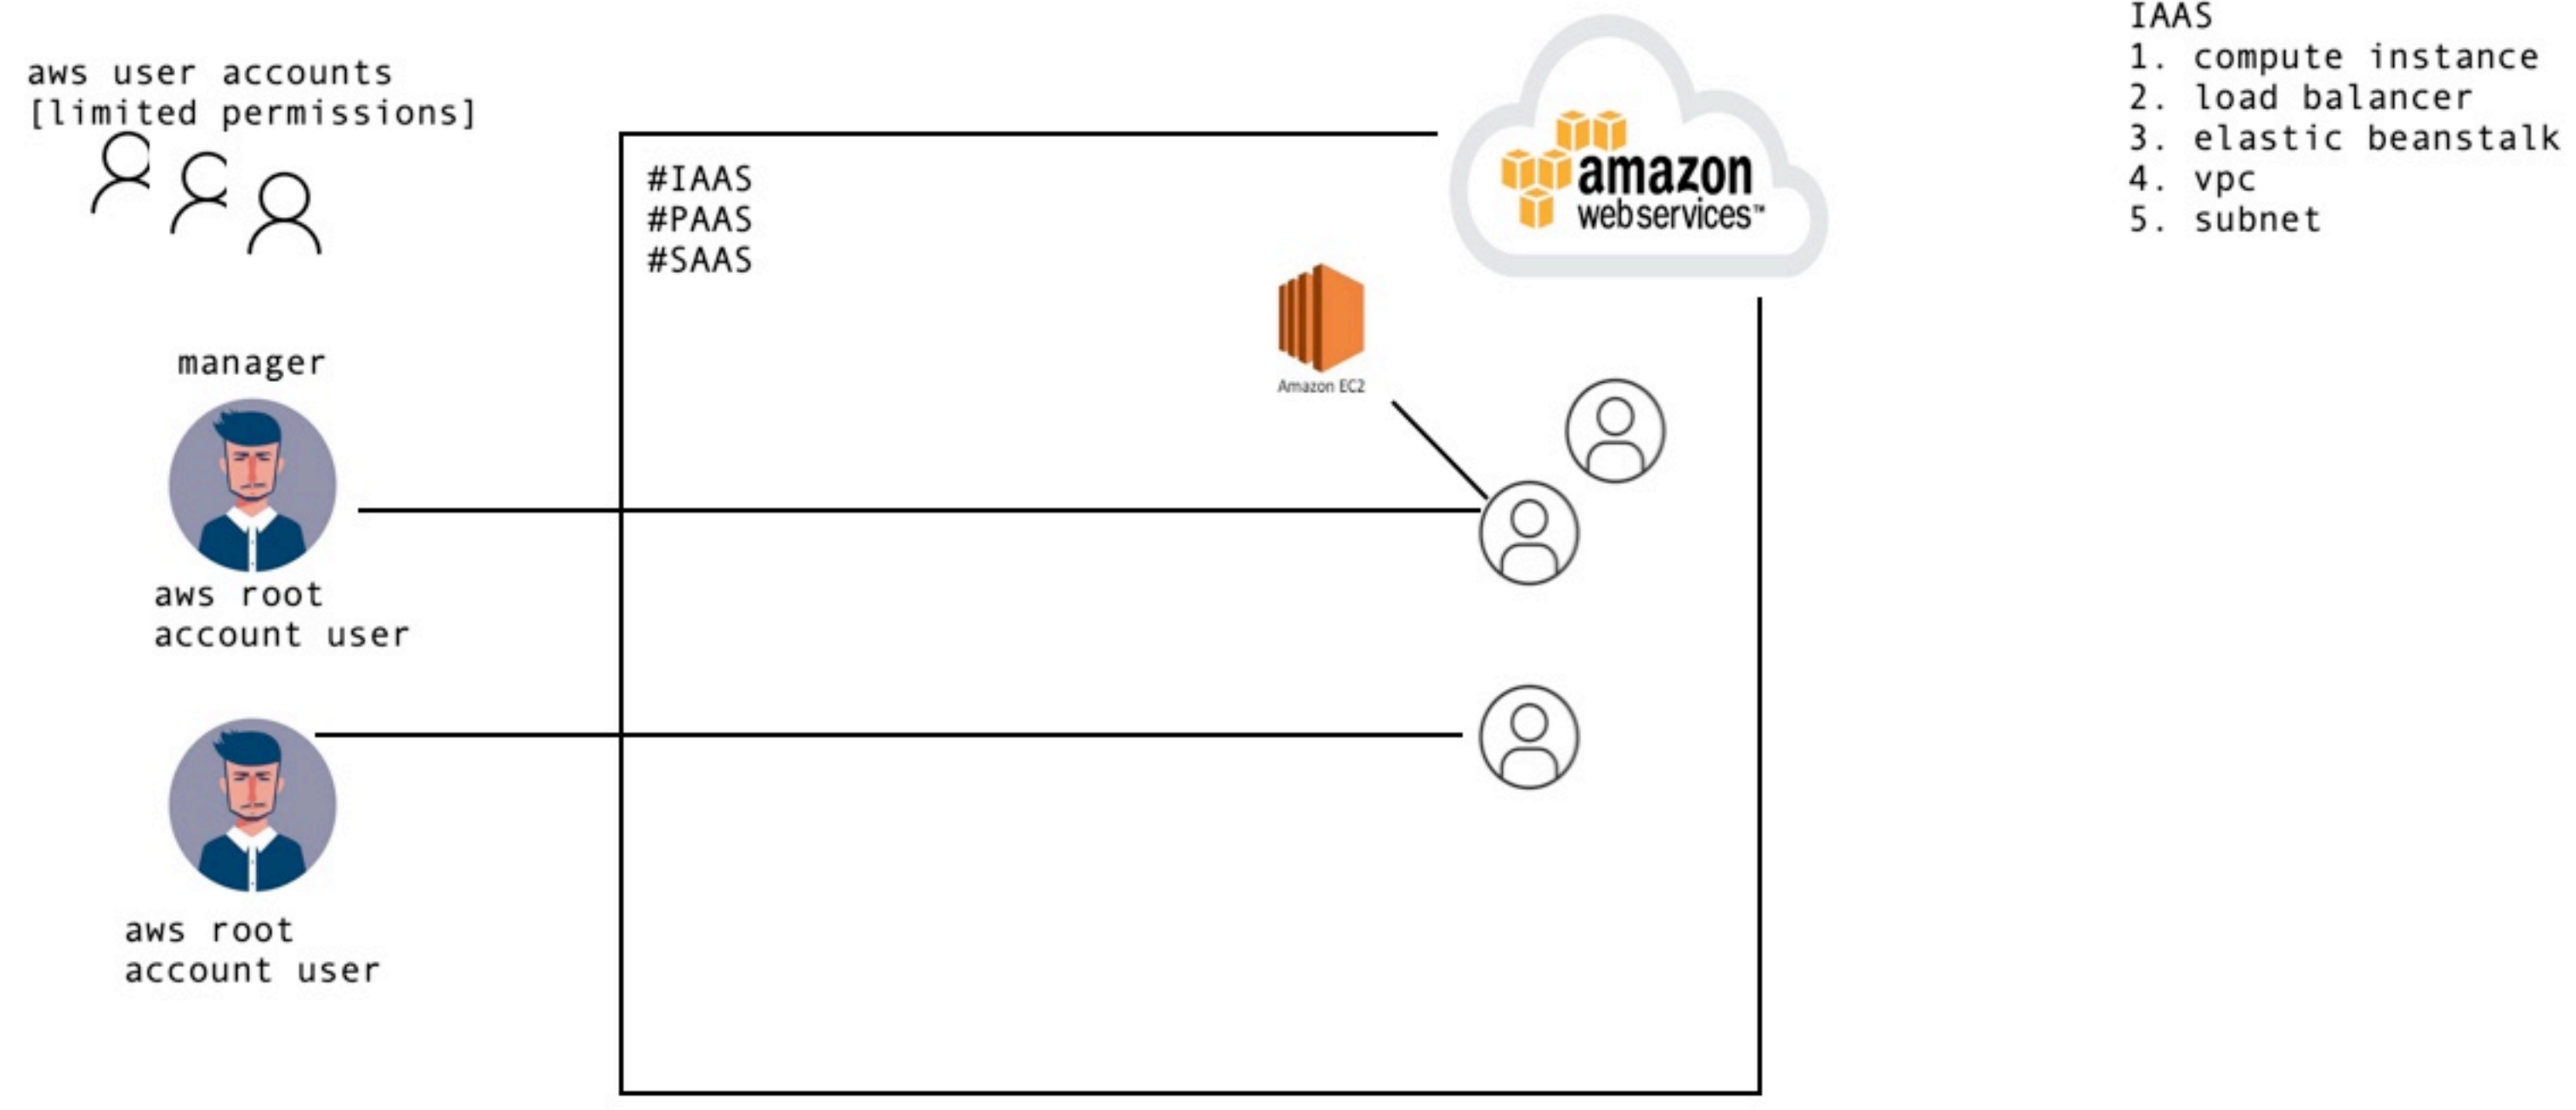 aws user accounts
[limited permissions]
manager
aws root
account user
aws root
account user
#IAAS
#PAAS
#SAAS
Amazon EC2
amazon
webservices™
IAAS
1. compute instance
2. load balancer
3. elastic beanstalk
4. vpc
5. subnet